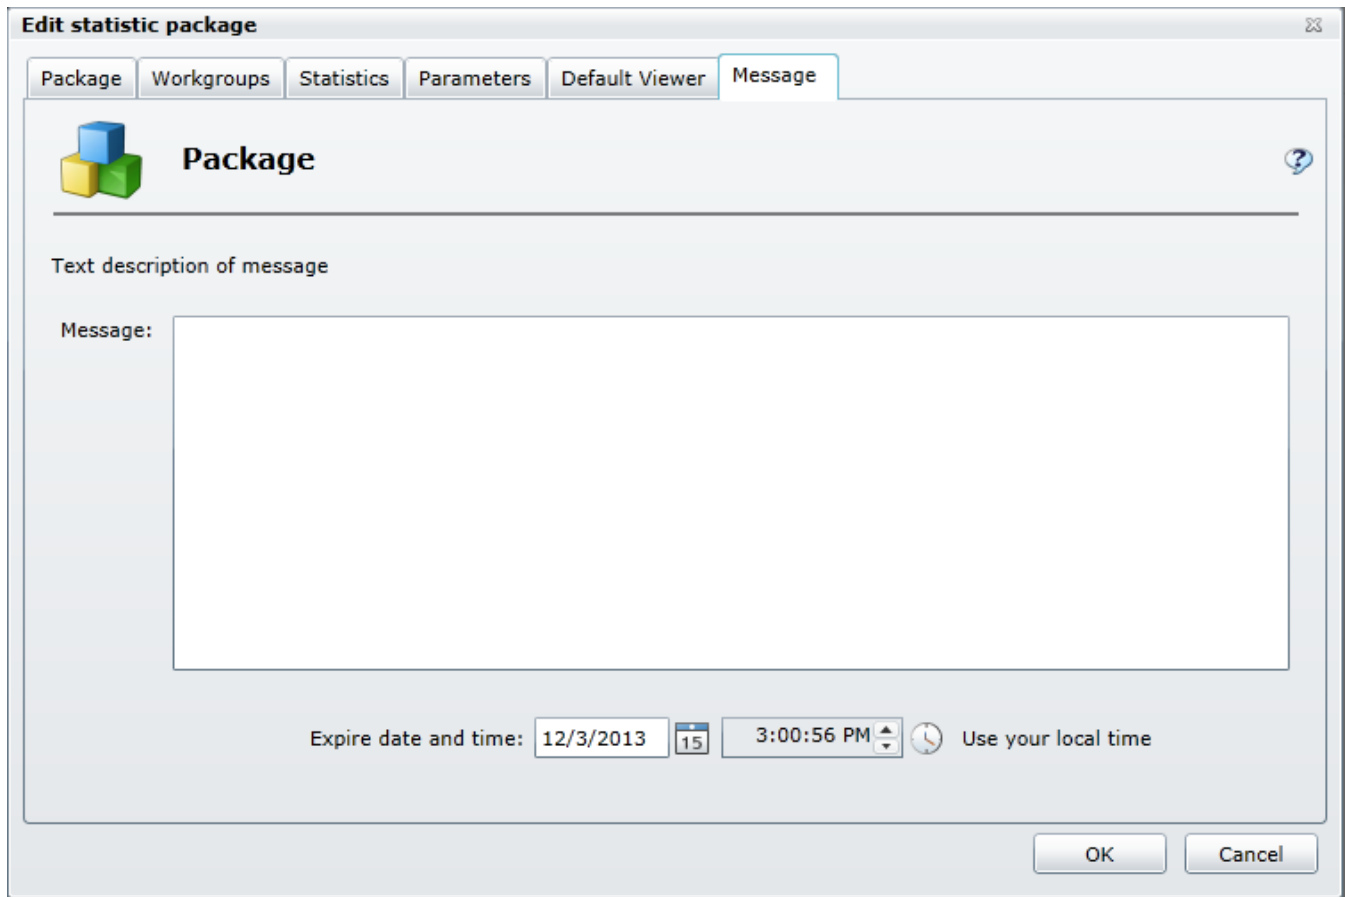 Edit statistic package
Package Workgroups Statistics Parameters Default Viewer Message
Package
?
Text description of message
Message:
Expire date and time: 12/3/2013 15 3:00:56 PM Use your local time
OK Cancel